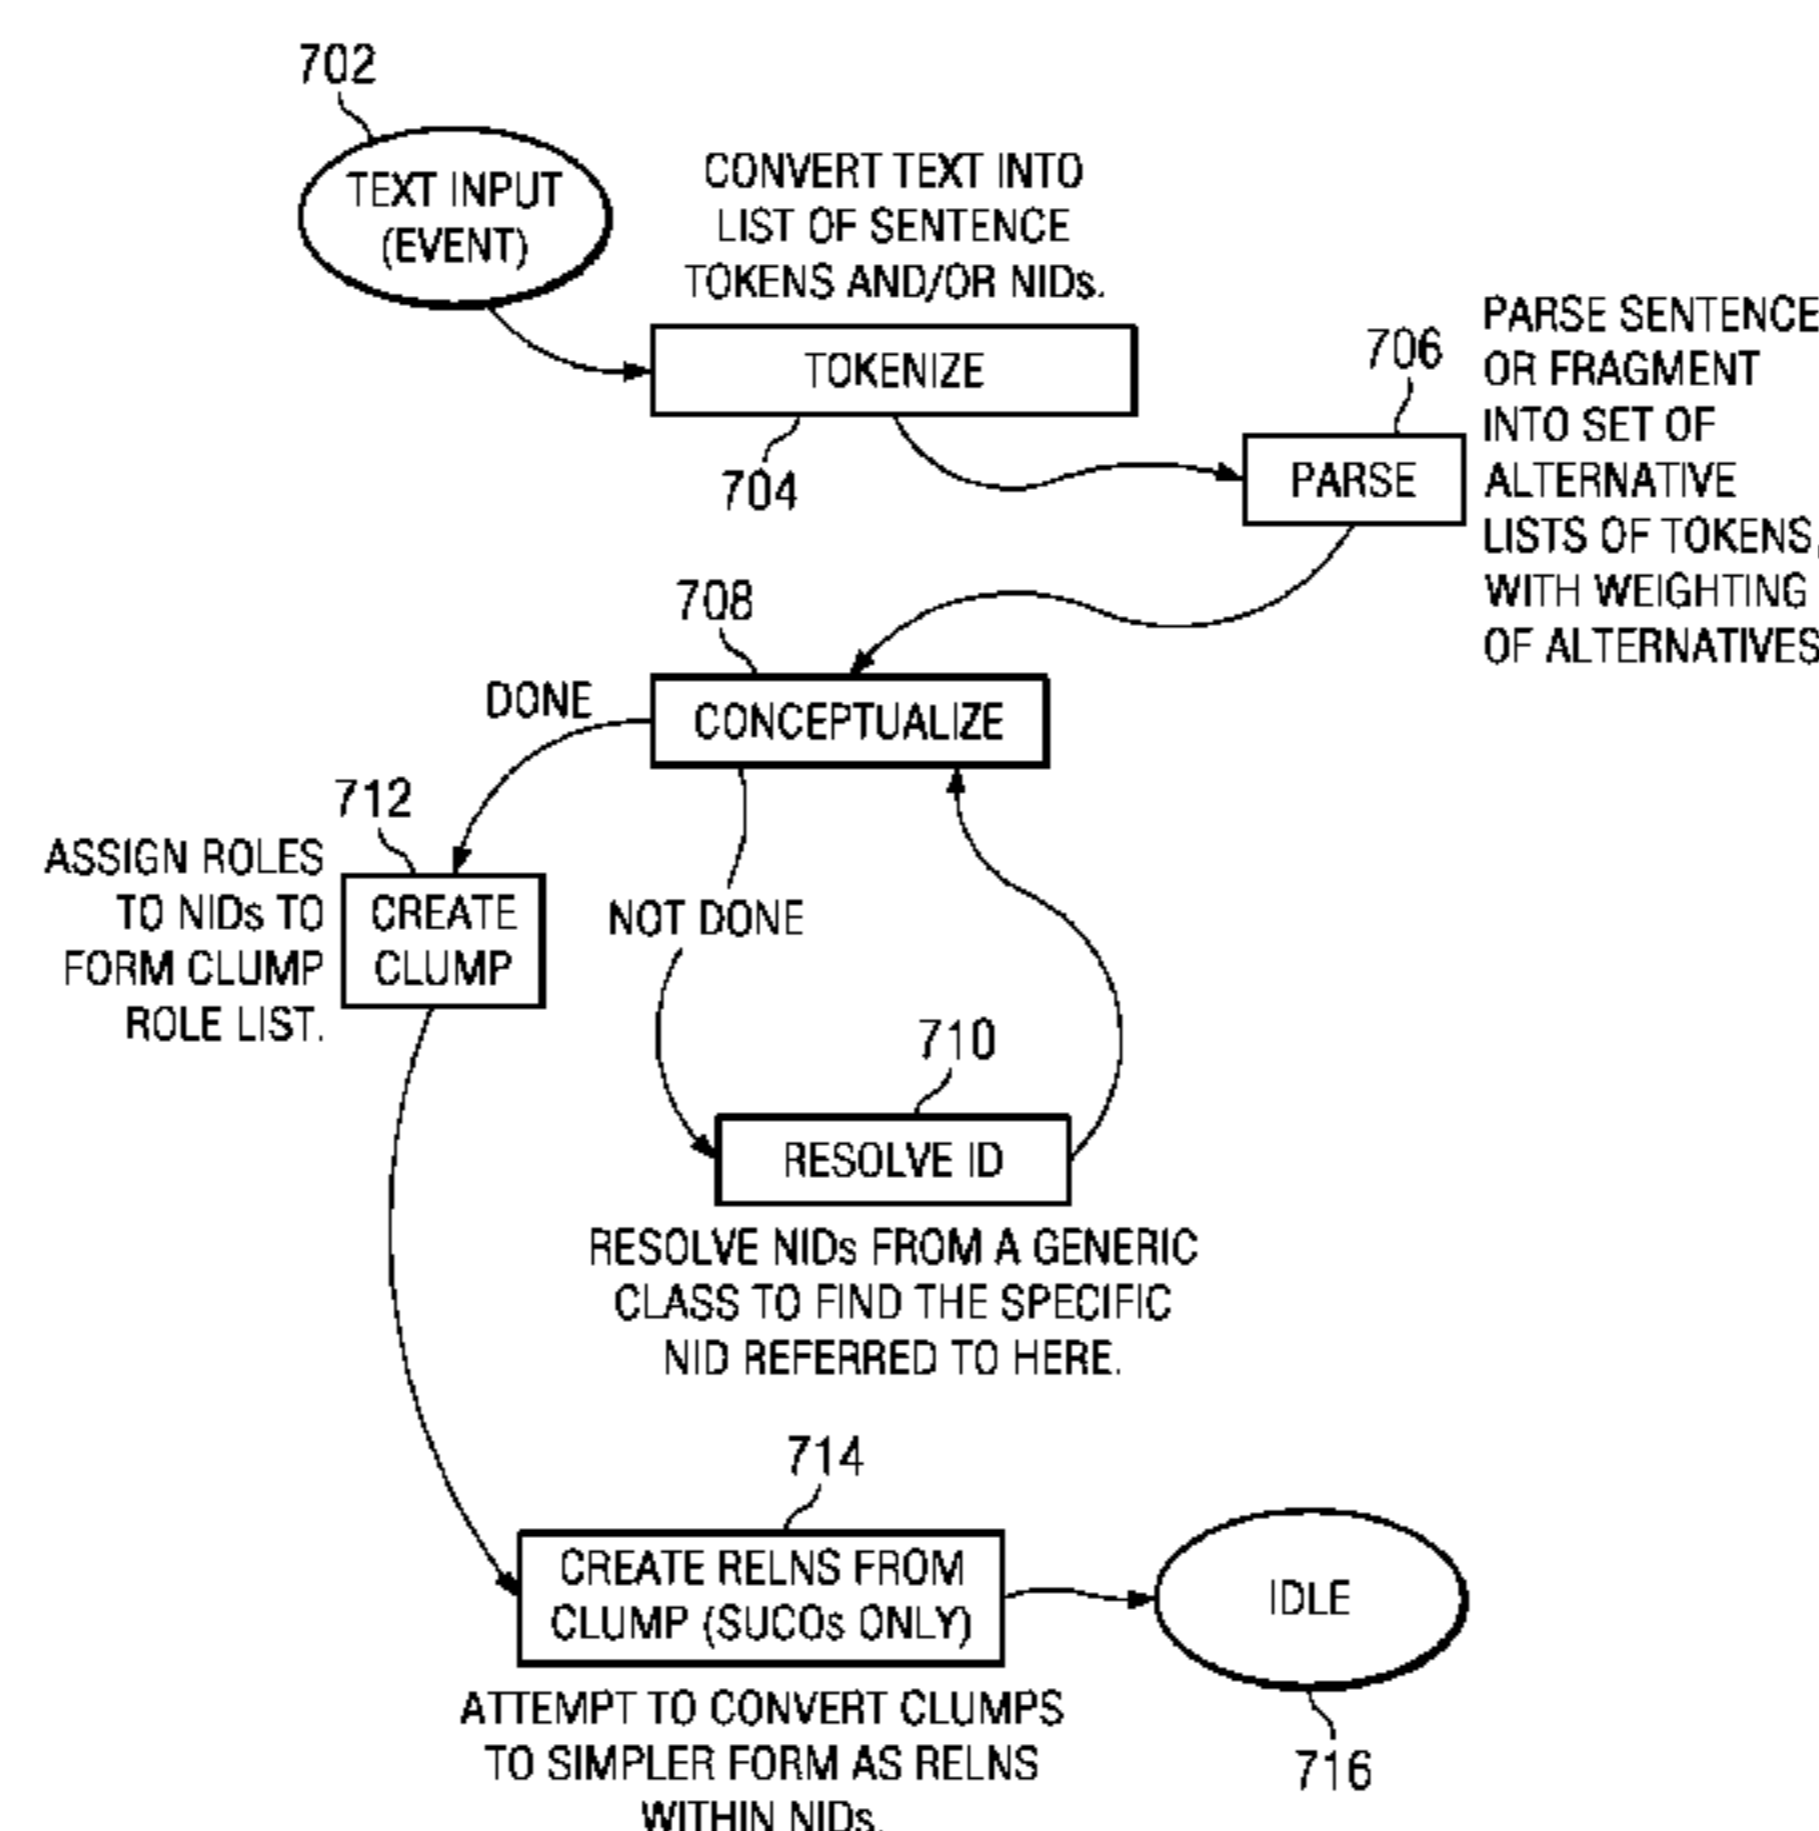 702
TEXT INPUT
(EVENT)
CONVERT TEXT INTO
LIST OF SENTENCE
TOKENS AND/OR NIDs.
TOKENIZE
704
706
PARSE
PARSE SENTENCE
OR FRAGMENT
INTO SET OF
ALTERNATIVE
LISTS OF TOKENS,
WITH WEIGHTING
OF ALTERNATIVES
708
CONCEPTUALIZE
DONE
712
ASSIGN ROLES
TO NIDs TO
FORM CLUMP
ROLE LIST.
CREATE
CLUMP
NOT DONE
710
RESOLVE ID
RESOLVE NIDs FROM A GENERIC
CLASS TO FIND THE SPECIFIC
NID REFERRED TO HERE.
714
CREATE RELNS FROM
CLUMP (SUCOs ONLY)
ATTEMPT TO CONVERT CLUMPS
TO SIMPLER FORM AS RELNS
WITHIN NIDs.
IDLE
716